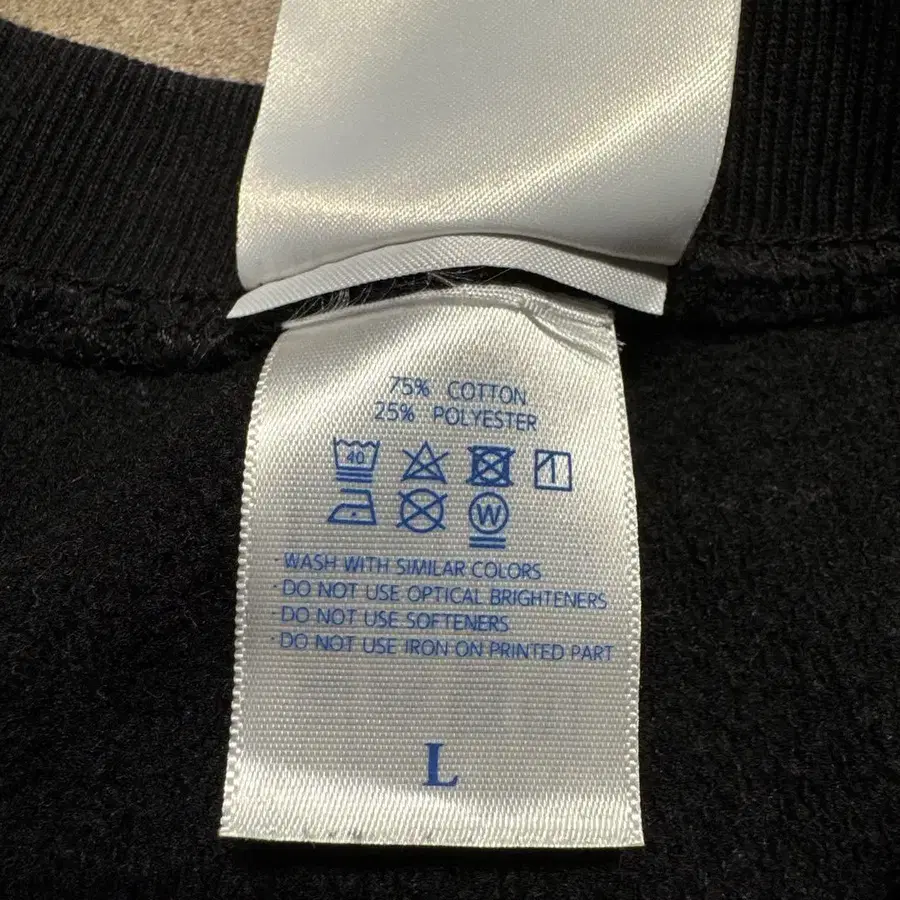 75% COTTON
25% POLYESTER
40
W
· WASH WITH SIMILAR COLORS
· DO NOT USE OPTICAL BRIGHTENERS
· DO NOT USE SOFTENERS
· DO NOT USE IRON ON PRINTED PART
L